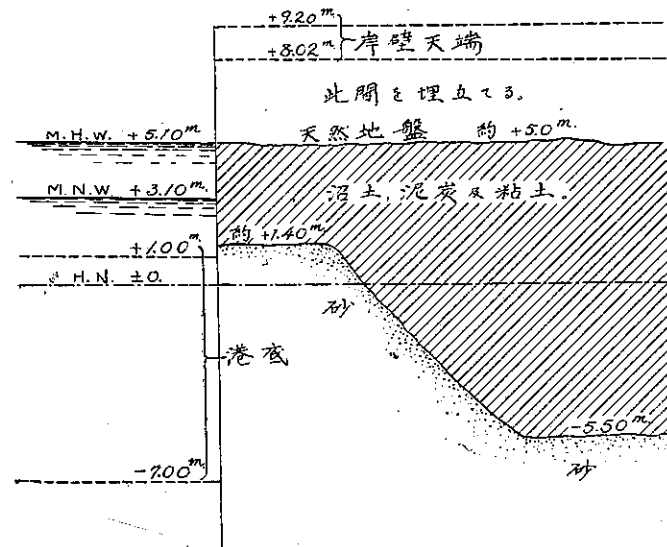 +9.20m
+8.02m
岸壁天端
此間を埋立てる。
M.H.W. +5.10m
天然地盤 約 +5.0m.
M.N.W. +3.10m.
沼土, 泥炭及粘土.
約 +1.40m
+1.00m
H.N. ±0.
砂
港底
-5.50m
砂
-7.00m